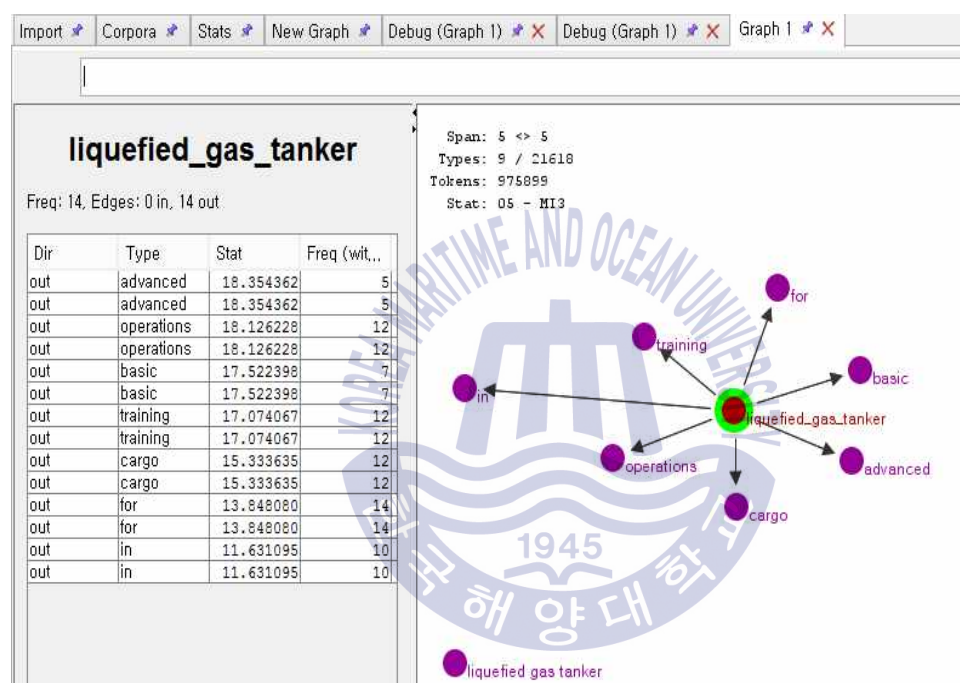 Import Corpora Stats New Graph Debug (Graph 1) Debug (Graph 1) Graph 1
liquefied_gas_tanker
Freq: 14, Edges: 0 in, 14 out
Dir Type Stat Freq (wit...
out advanced 18.354362 5
out advanced 18.354362 5
out operations 18.126228 12
out operations 18.126228 12
out basic 17.522398 7
out basic 17.522398 7
out training 17.074067 12
out training 17.074067 12
out cargo 15.333635 12
out cargo 15.333635 12
out for 13.848080 14
out for 13.848080 14
out in 11.631095 10
out in 11.631095 10
Span: 5 <> 5
Types: 9 / 21618
Tokens: 975899
Stat: 05 - MI3
for
training
basic
in
liquefied_gas_tanker
operations
advanced
cargo
liquefied gas tanker
KOREA MARITIME AND OCEAN UNIVERSITY
1945
한국해양대학교